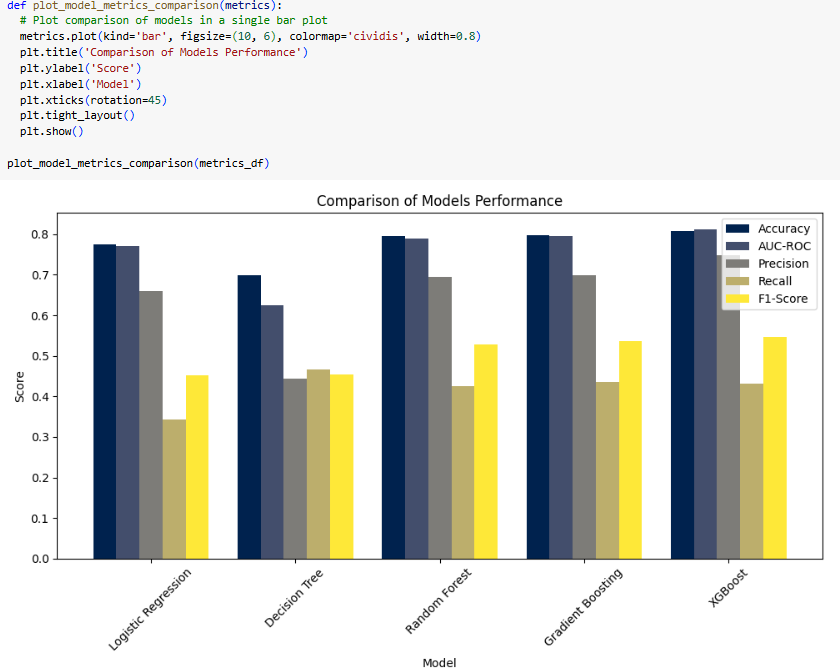 def plot_model_metrics_comparison(metrics):
# Plot comparison of models in a single bar plot
metrics.plot(kind='bar', figsize=(10, 6), colormap='cividis', width=0.8)
plt.title('Comparison of Models Performance')
plt.ylabel('Score')
plt.xlabel('Model')
plt.xticks(rotation=45)
plt.tight_layout()
plt.show()
plot_model_metrics_comparison(metrics_df)
Comparison of Models Performance
Accuracy
AUC-ROC
Precision
Recall
F1-Score
Score
0.8
0.7
0.6
0.5
0.4
0.3
0.2
0.1
0.0
Logistic Regression
Decision Tree
Random Forest
Gradient Boosting
XGBoost
Model